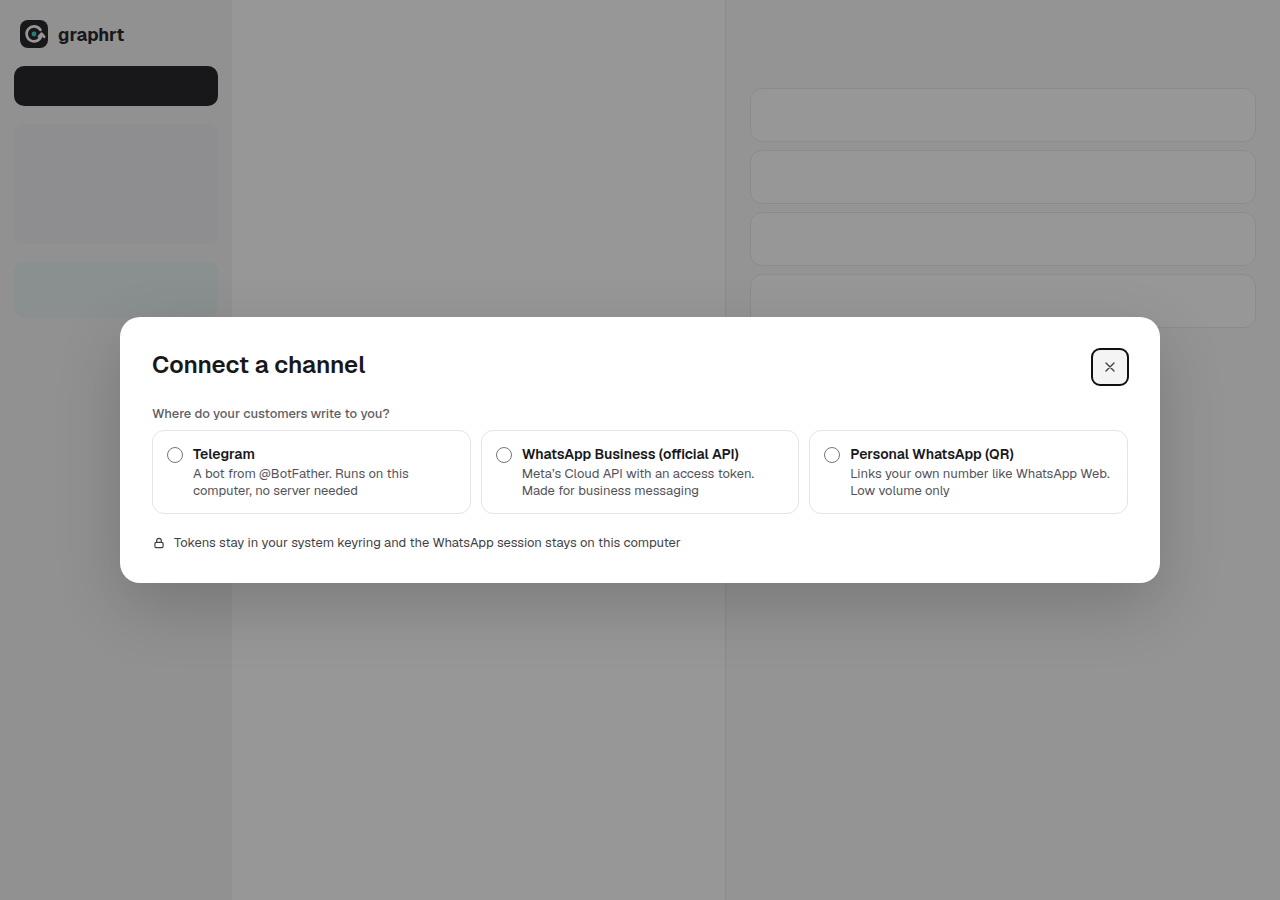 graphrt
Connect a channel
Where do your customers write to you?
Telegram
A bot from @BotFather. Runs on this
computer, no server needed
WhatsApp Business (official API)
Meta's Cloud API with an access token.
Made for business messaging
Personal WhatsApp (QR)
Links your own number like WhatsApp Web.
Low volume only
Tokens stay in your system keyring and the WhatsApp session stays on this computer